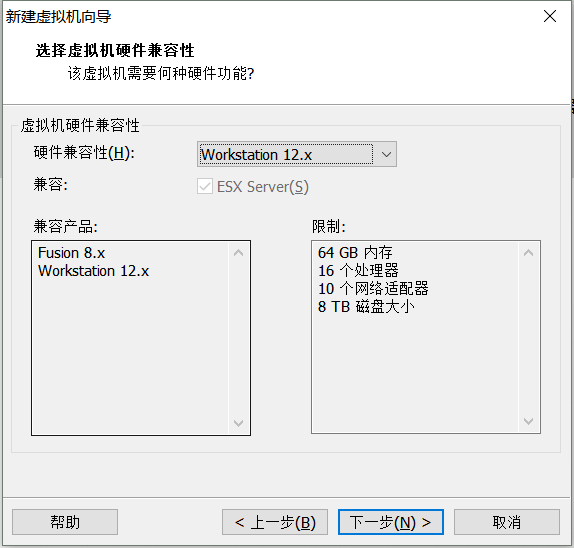 新建虚拟机向导
选择虚拟机硬件兼容性
该虚拟机需要何种硬件功能?
虚拟机硬件兼容性
硬件兼容性(H):
Workstation 12.x
兼容:
ESX Server(S)
兼容产品:
Fusion 8.x
Workstation 12.x
限制:
64 GB 内存
16 个处理器
10 个网络适配器
8 TB 磁盘大小
帮助
< 上一步(B)
下一步(N) >
取消